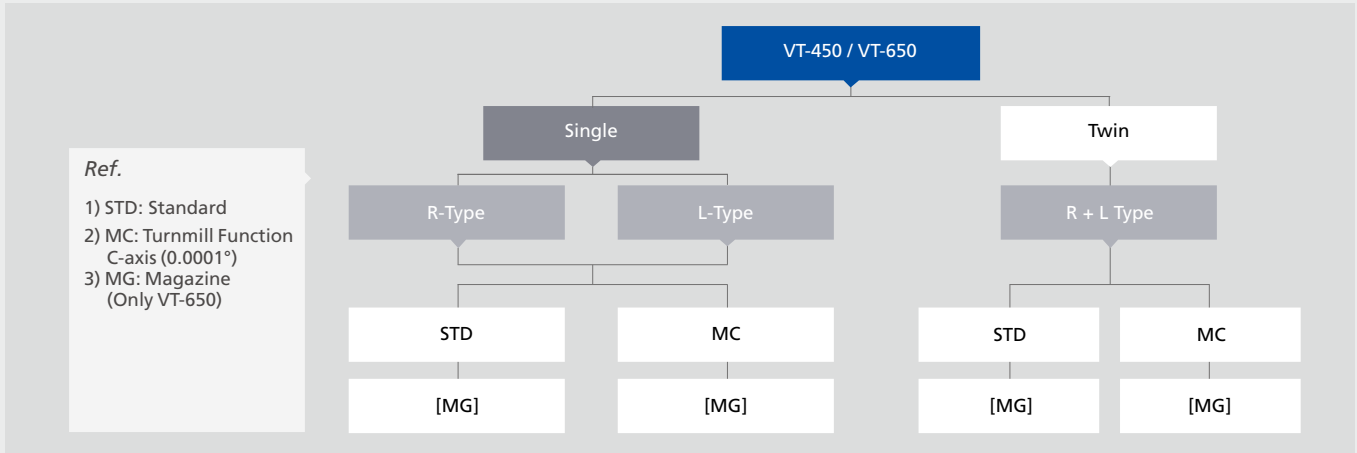 VT-450 / VT-650
Single
Twin
Ref.
1) STD: Standard
2) MC: Turnmill Function
C-axis (0.0001°)
3) MG: Magazine
(Only VT-650)
R-Type
L-Type
R + L Type
STD
MC
STD
MC
[MG]
[MG]
[MG]
[MG]